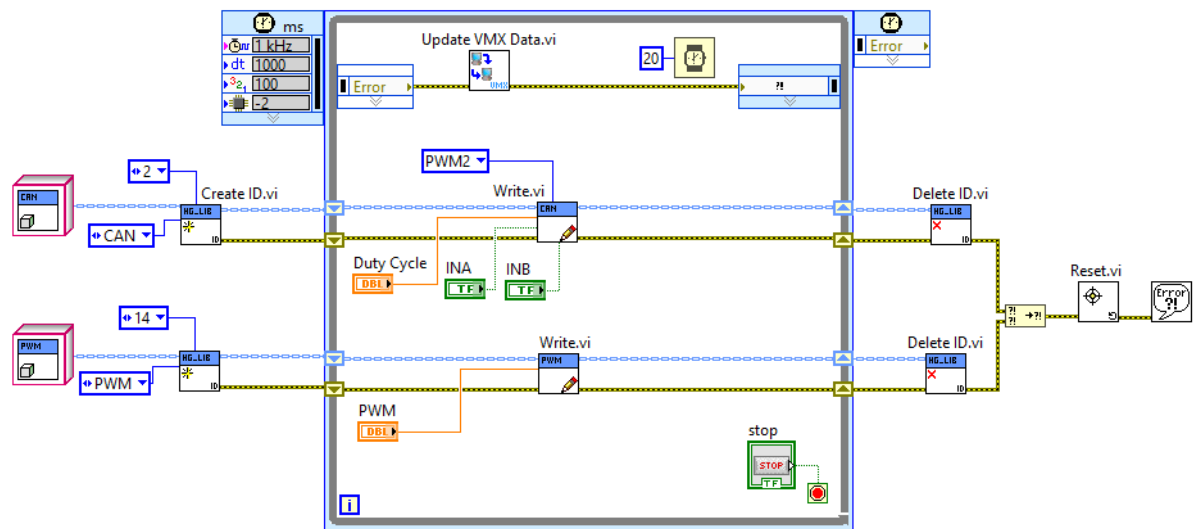 ms
1 kHz
dt 1000
100
-2
Error
Update VMX Data.vi
VMX
20
?!
Error
CAN
2
Create ID.vi
HG_LIB
ID
CAN
PWM2
Write.vi
CAN
Duty Cycle
DBL
INA
TF
INB
TF
Delete ID.vi
HG_LIB
ID
PWM
14
HG_LIB
ID
PWM
Write.vi
PWM
PWM
DBL
stop
STOP
TF
i
Delete ID.vi
HG_LIB
ID
?!
?!
?!
Reset.vi
Error
?!